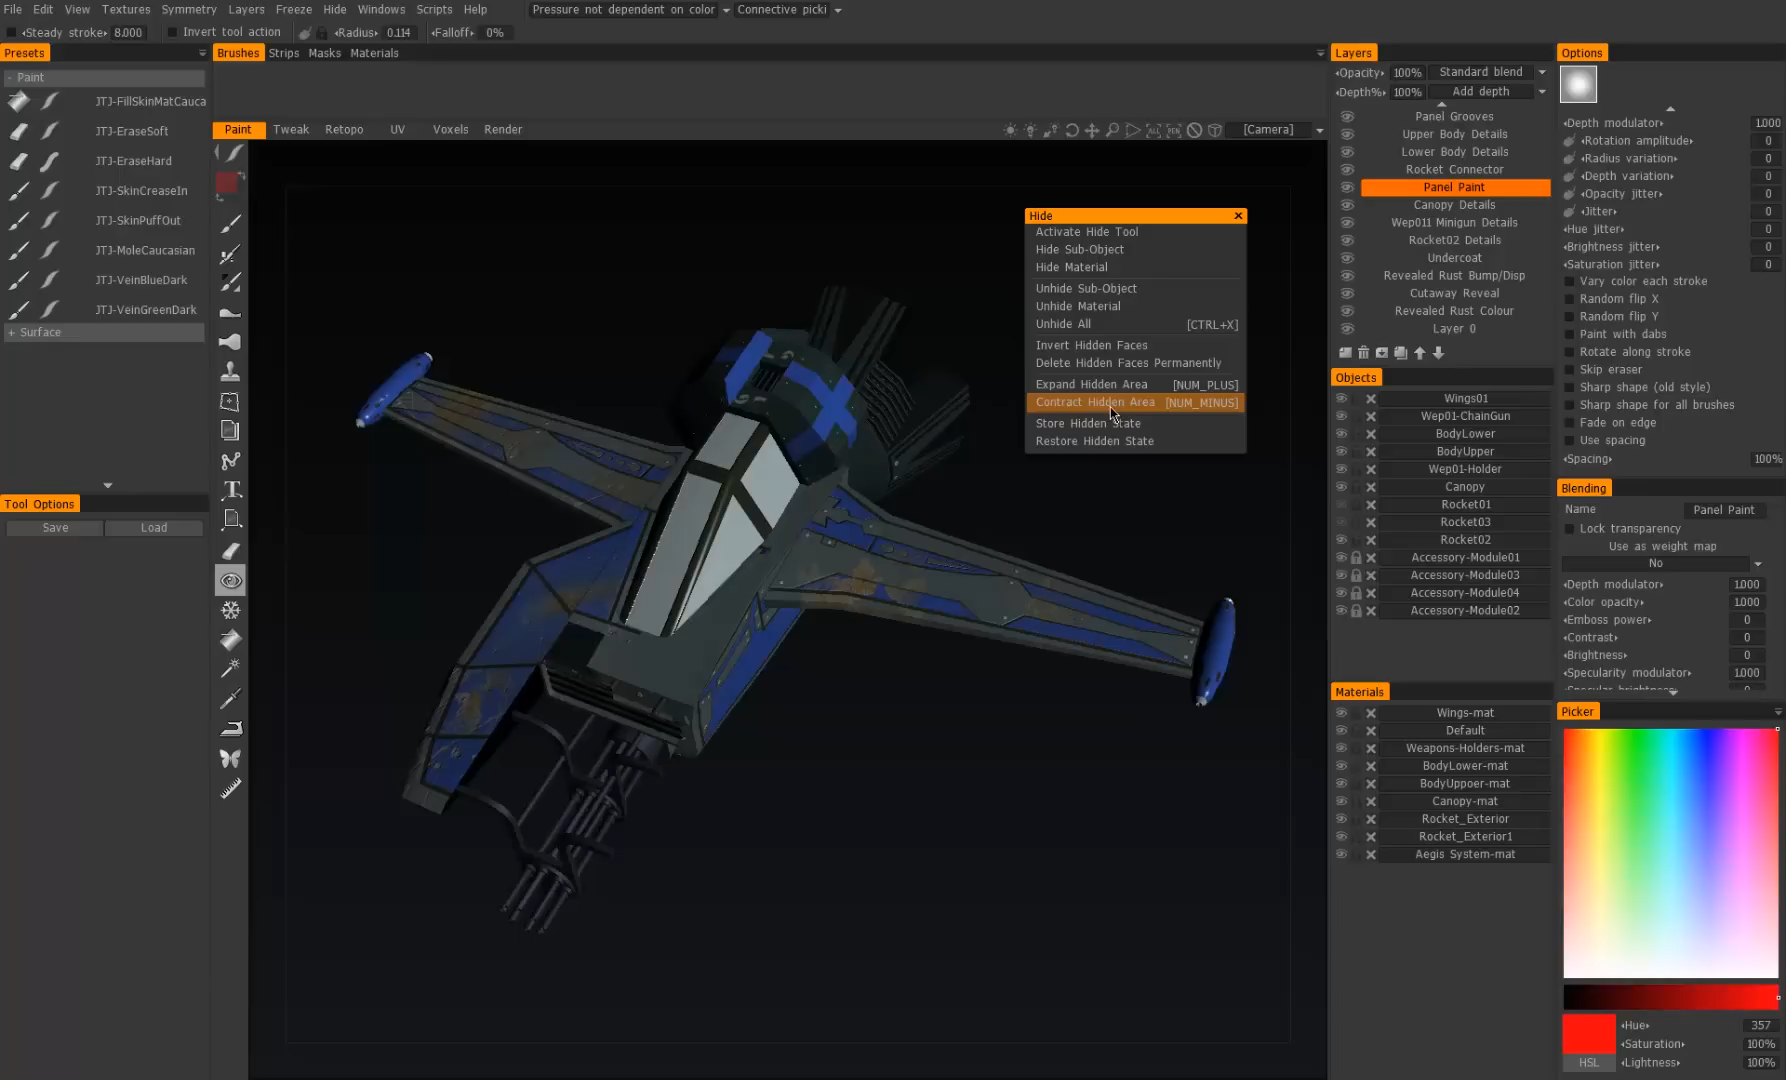 File Edit View Textures Symmetry Layers Freeze Hide Windows Scripts Help Pressure not dependent on color Connective picki
Steady stroke 8.000 Invert tool action Radius 0.114 Falloff 0%
Presets
- Paint
JTJ-FillSkinMatCauca
JTJ-EraseSoft
JTJ-EraseHard
JTJ-SkinCreaseIn
JTJ-SkinPuffOut
JTJ-MoleCaucasian
JTJ-VeinBlueDark
JTJ-VeinGreenDark
+ Surface
Tool Options
Save Load
Brushes Strips Masks Materials
Paint Tweak Retopo UV Voxels Render [Camera]
Hide
Activate Hide Tool
Hide Sub-Object
Hide Material
Unhide Sub-Object
Unhide Material
Unhide All [CTRL+X]
Invert Hidden Faces
Delete Hidden Faces Permanently
Expand Hidden Area [NUM_PLUS]
Contract Hidden Area [NUM_MINUS]
Store Hidden State
Restore Hidden State
Layers
Opacity 100% Standard blend
Depth% 100% Add depth
Panel Grooves
Upper Body Details
Lower Body Details
Rocket Connector
Panel Paint
Canopy Details
Wep011 Minigun Details
Rocket02 Details
Undercoat
Revealed Rust Bump/Disp
Cutaway Reveal
Revealed Rust Colour
Layer 0
Objects
Wings01
Wep01-ChainGun
BodyLower
BodyUpper
Wep01-Holder
Canopy
Rocket01
Rocket03
Rocket02
Accessory-Module01
Accessory-Module03
Accessory-Module04
Accessory-Module02
Materials
Wings-mat
Default
Weapons-Holders-mat
BodyLower-mat
BodyUppoer-mat
Canopy-mat
Rocket_Exterior
Rocket_Exterior1
Aegis System-mat
Options
Depth modulator 1.000
Rotation amplitude 0
Radius variation 0
Depth variation 0
Opacity jitter 0
Jitter 0
Hue jitter 0
Brightness jitter 0
Saturation jitter 0
Vary color each stroke
Random flip X
Random flip Y
Paint with dabs
Rotate along stroke
Skip eraser
Sharp shape (old style)
Sharp shape for all brushes
Fade on edge
Use spacing
Spacing 100%
Blending
Name Panel Paint
Lock transparency
Use as weight map
No
Depth modulator 1.000
Color opacity 1.000
Emboss power 0
Contrast 0
Brightness 0
Specularity modulator 1.000
Picker
Hue 357
Saturation 100%
HSL Lightness 100%